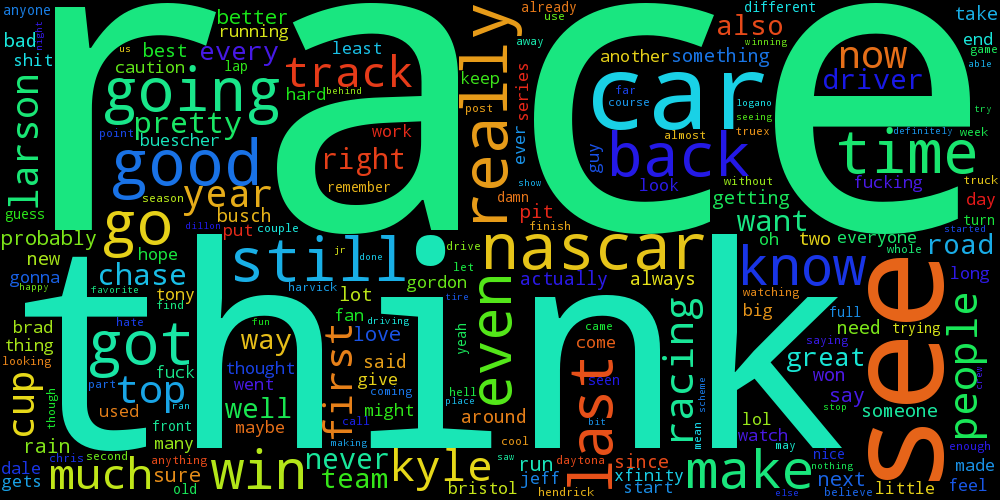 race
think
see
car
going
good
back
time
really
nascar
still
go
got
know
last
even
win
kyle
make
much
track
now
driver
also
year
right
first
racing
people
larson
cup
top
chase
want
great
road
well
way
never
team
every
better
running
best
caution
lap
least
hard
behind
pretty
buescher
point
season
busch
put
couple
work
remember
anyone
bad
shit
night
us
guess
probably
new
gonna
happy
hope
dillon
favorite
tony
find
brad
thing
looking
hate
fuck
part
ran
used
though
front
many
rain
second
chris
anything
dale
gets
sure
old
thought
went
maybe
fun
fan
lot
love
driving
said
give
coming
might
call
making
jr
done
harvick
gordon
drive
let
tire
yeah
hell
place
around
cool
saw
bristol
run
jeff
daytona
hendrick
since
xfinity
start
come
came
seen
bit
actually
always
finish
pit
damn
show
ever
series
post
keep
away
use
already
winning
another
something
different
take
end
game
able
try
far
course
logano
seeing
truex
almost
guy
look
without
getting
definitely
week
fucking
truck
day
turn
started
whole
everyone
two
oh
long
watching
big
full
need
trying
saying
won
say
someone
stop
lol
watch
may
mean
scheme
nice
nothing
next
believe
else
little
crew
enough
made
feel